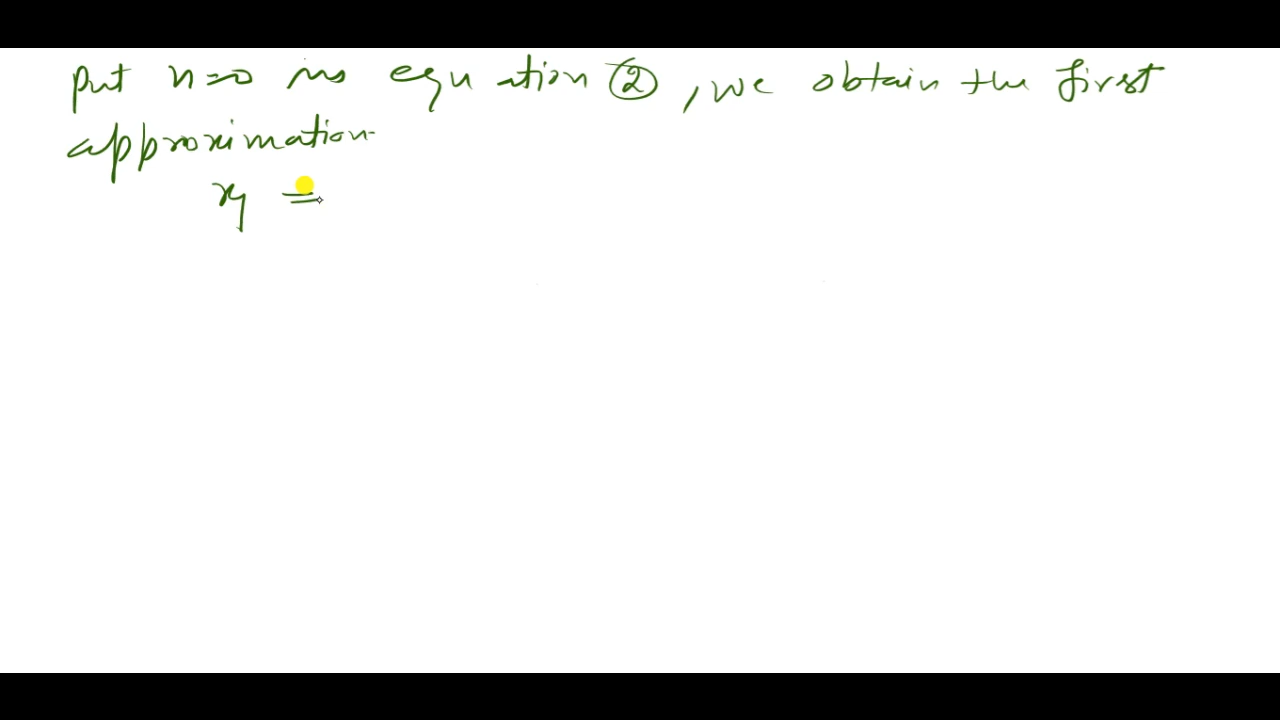 put n=0 in equation ②, we obtain the first
approximation
x₁ =